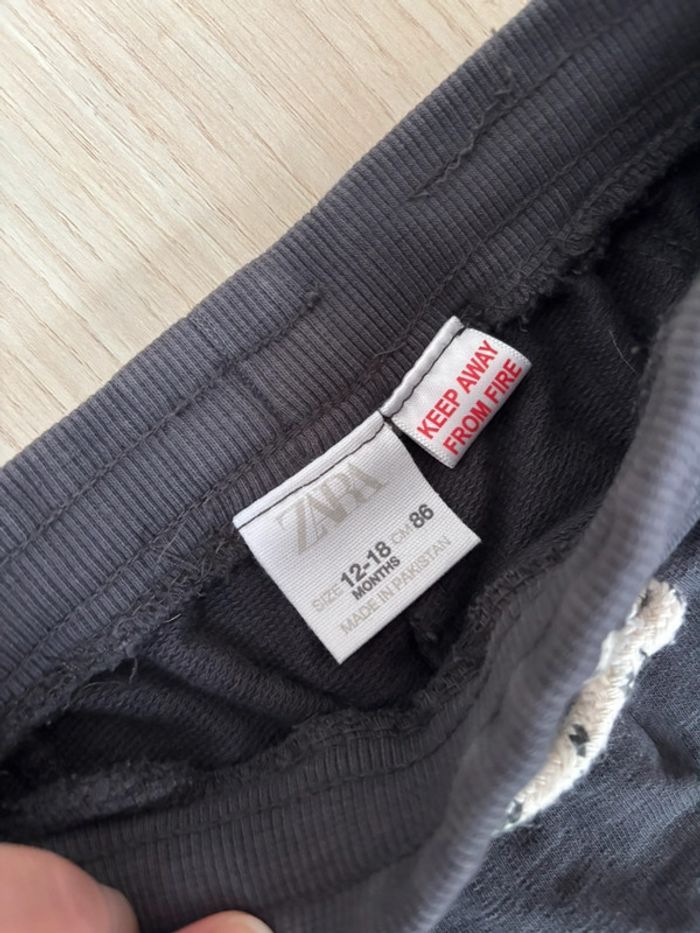 ZARA
SIZE 12-18 CM 86
MONTHS
MADE IN PAKISTAN
KEEP AWAY
FROM FIRE